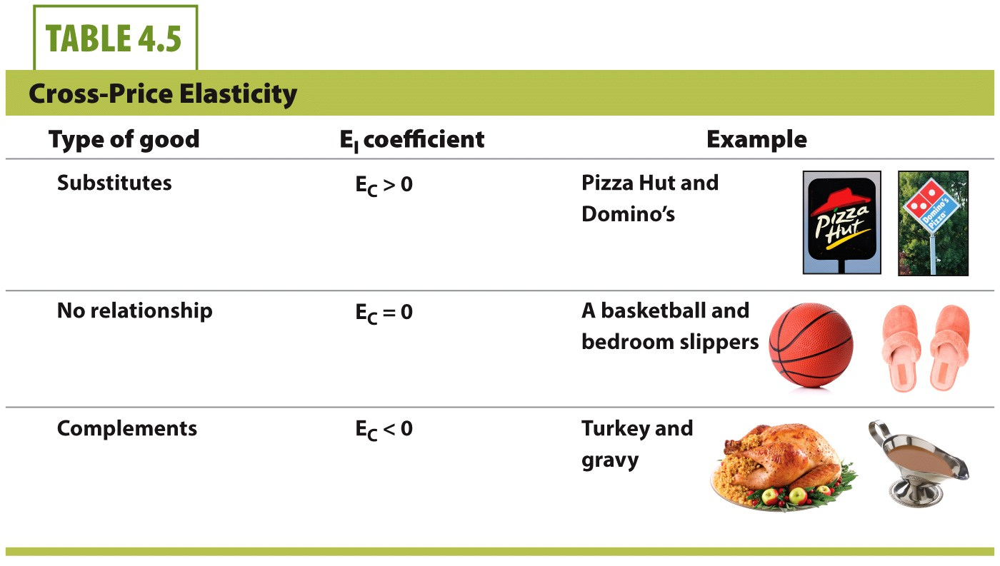 TABLE 4.5
Cross-Price Elasticity
Type of good E_I coefficient Example
Substitutes E_C > 0 Pizza Hut and
Domino’s
Pizza
Hut
Domino's
Pizza
No relationship E_C = 0 A basketball and
bedroom slippers
Complements E_C < 0 Turkey and
gravy